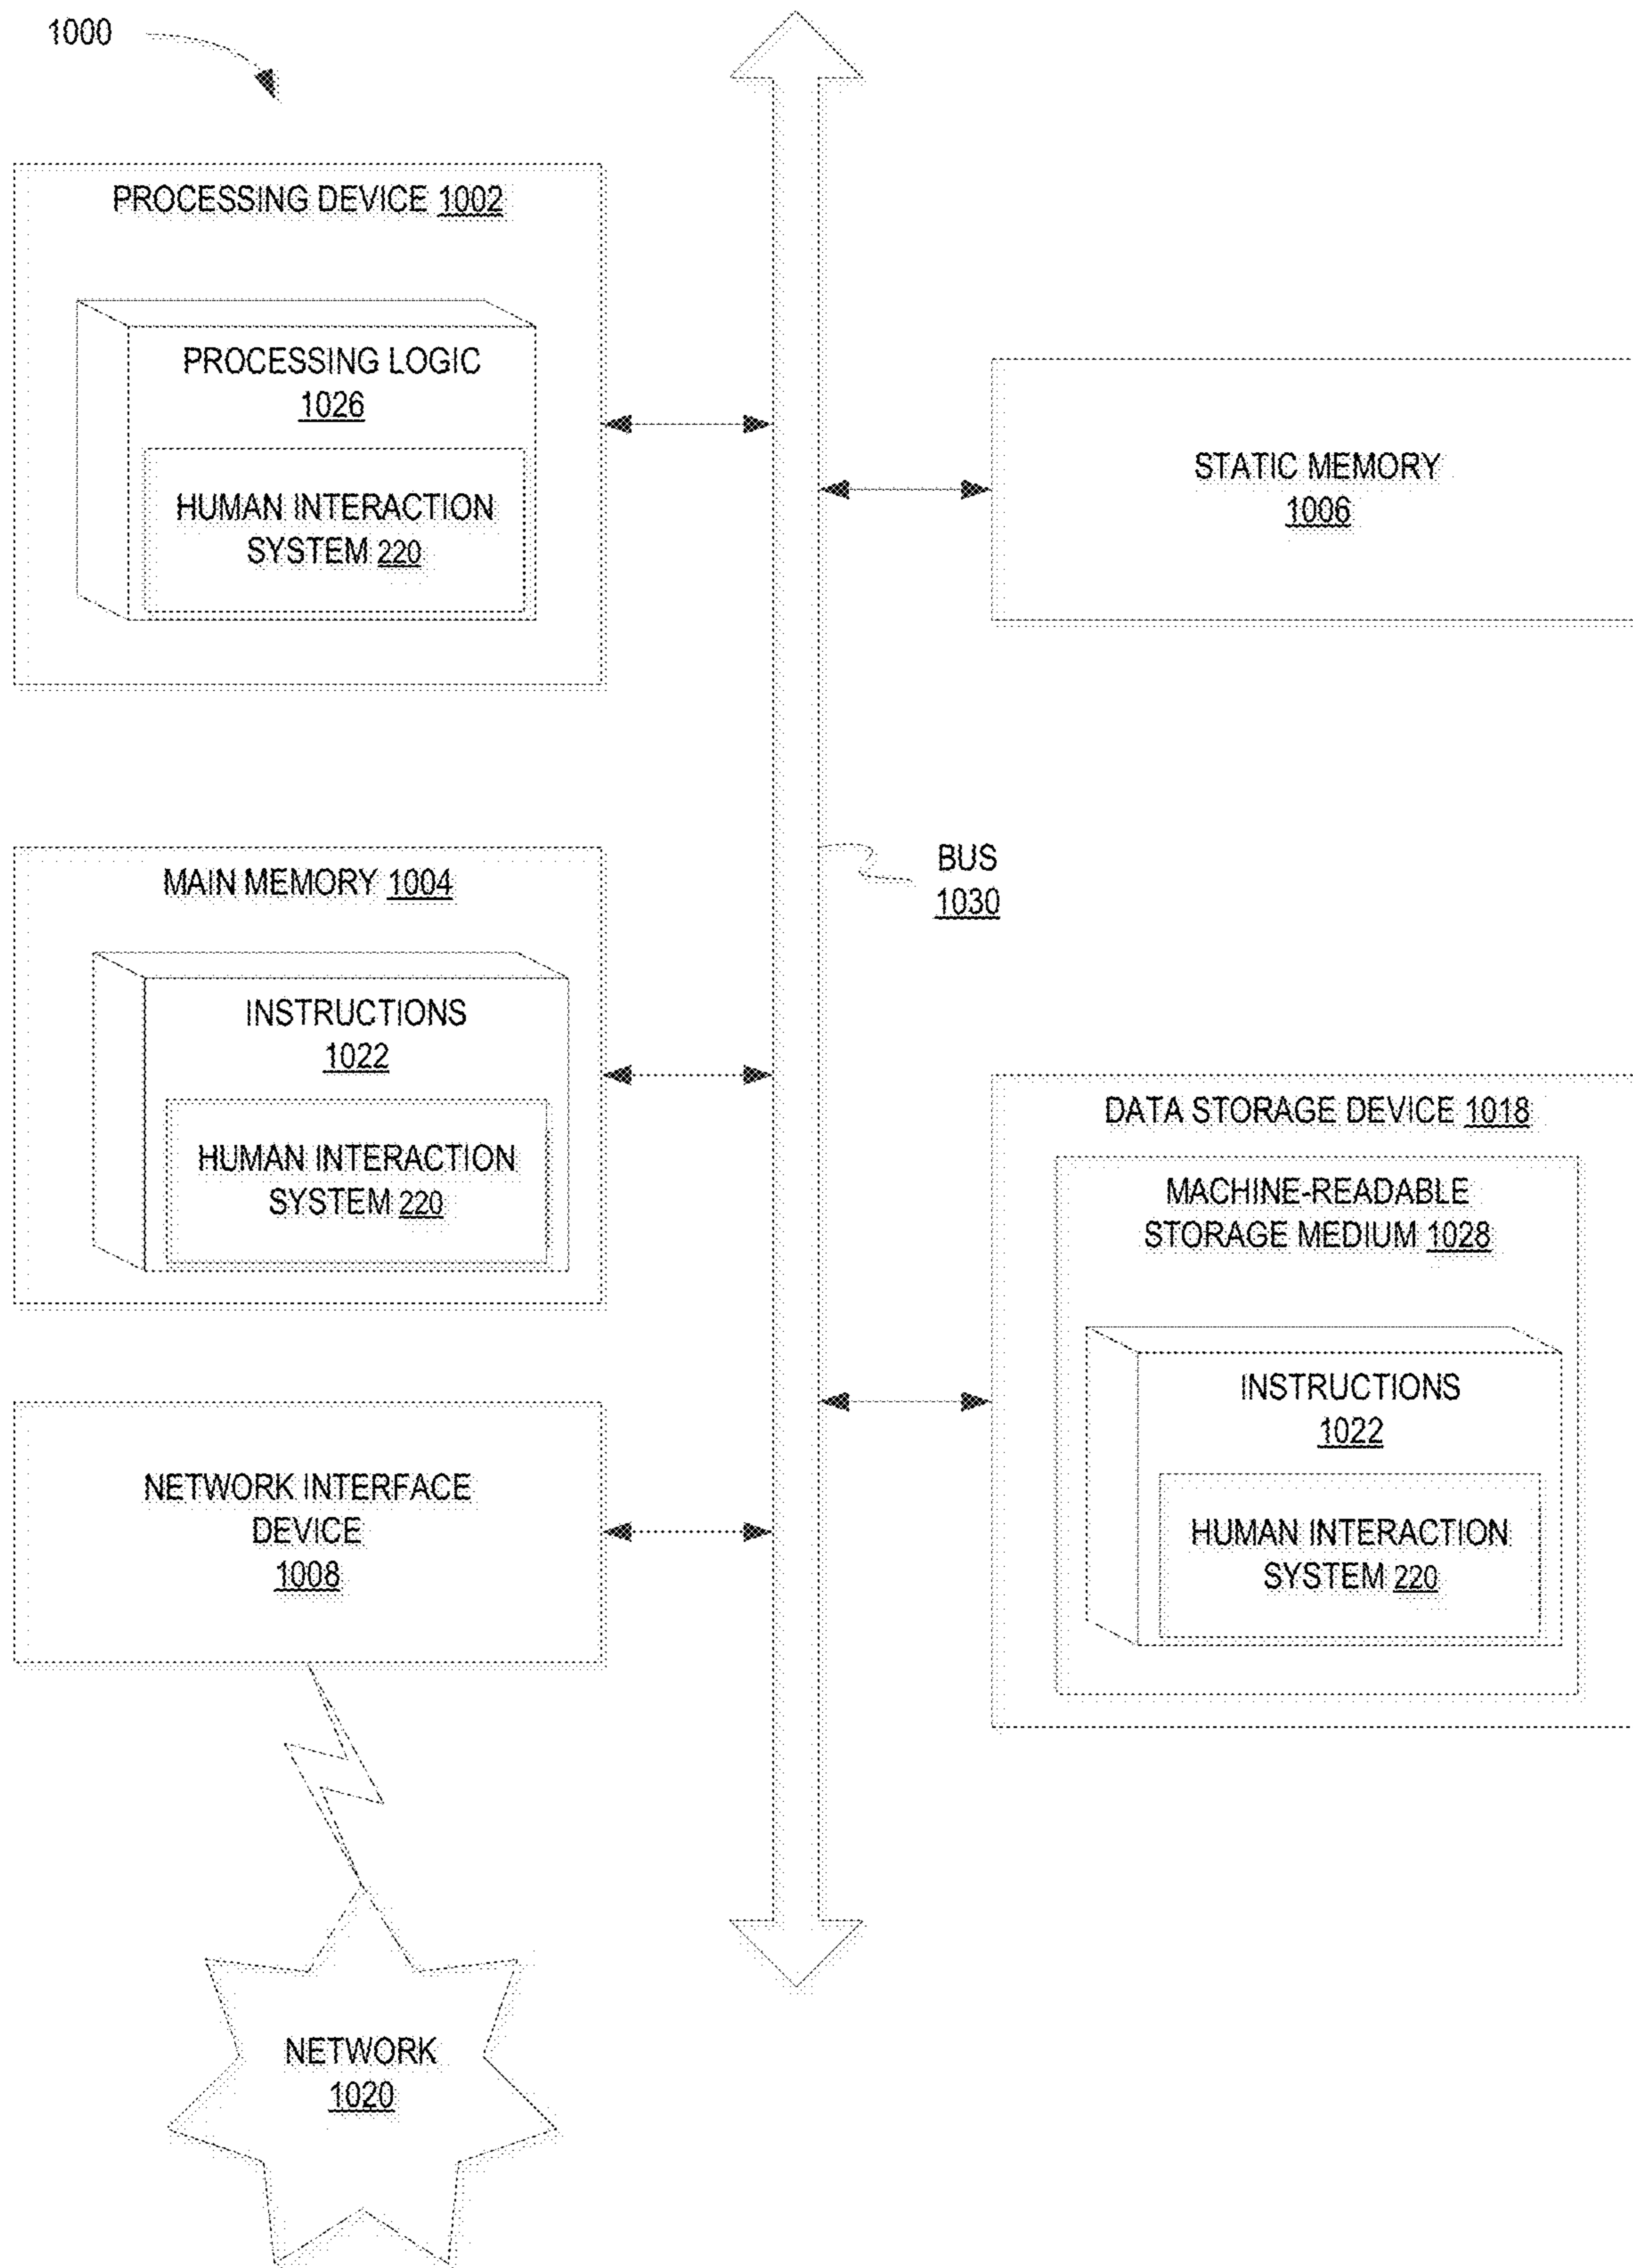 1000
PROCESSING DEVICE 1002
PROCESSING LOGIC
1026
HUMAN INTERACTION
SYSTEM 220
STATIC MEMORY
1006
BUS
1030
MAIN MEMORY 1004
INSTRUCTIONS
1022
HUMAN INTERACTION
SYSTEM 220
DATA STORAGE DEVICE 1018
MACHINE-READABLE
STORAGE MEDIUM 1028
INSTRUCTIONS
1022
HUMAN INTERACTION
SYSTEM 220
NETWORK INTERFACE
DEVICE
1008
NETWORK
1020